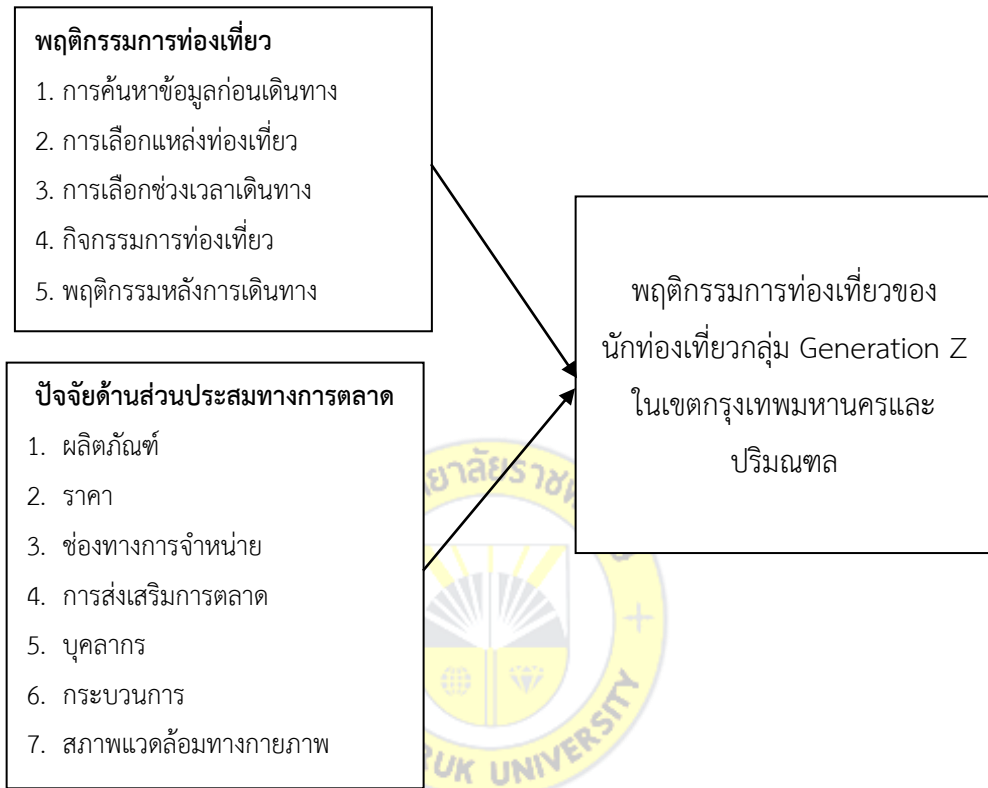 พฤติกรรมการท่องเที่ยว
1. การค้นหาข้อมูลก่อนเดินทาง
2. การเลือกแหล่งท่องเที่ยว
3. การเลือกช่วงเวลาเดินทาง
4. กิจกรรมการท่องเที่ยว
5. พฤติกรรมหลังการเดินทาง
ปัจจัยด้านส่วนประสมทางการตลาด
1. ผลิตภัณฑ์
2. ราคา
3. ช่องทางการจำหน่าย
4. การส่งเสริมการตลาด
5. บุคลากร
6. กระบวนการ
7. สภาพแวดล้อมทางกายภาพ
พฤติกรรมการท่องเที่ยวของ
นักท่องเที่ยวกลุ่ม Generation Z
ในเขตกรุงเทพมหานครและ
ปริมณฑล